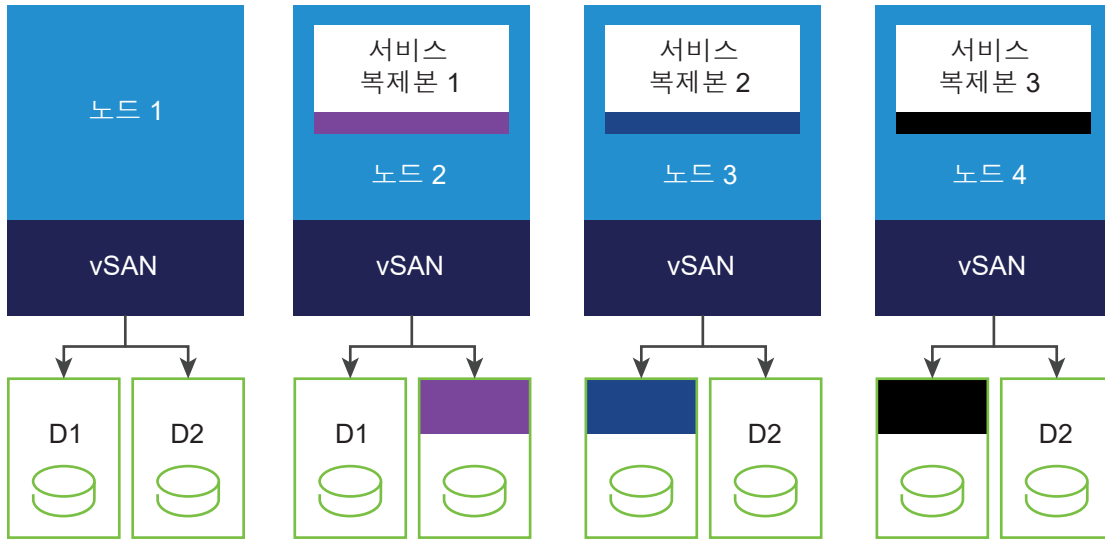 노드 1
서비스
복제본 1
노드 2
서비스
복제본 2
노드 3
서비스
복제본 3
노드 4
vSAN
vSAN
vSAN
vSAN
D1
D2
D1
D2
D2